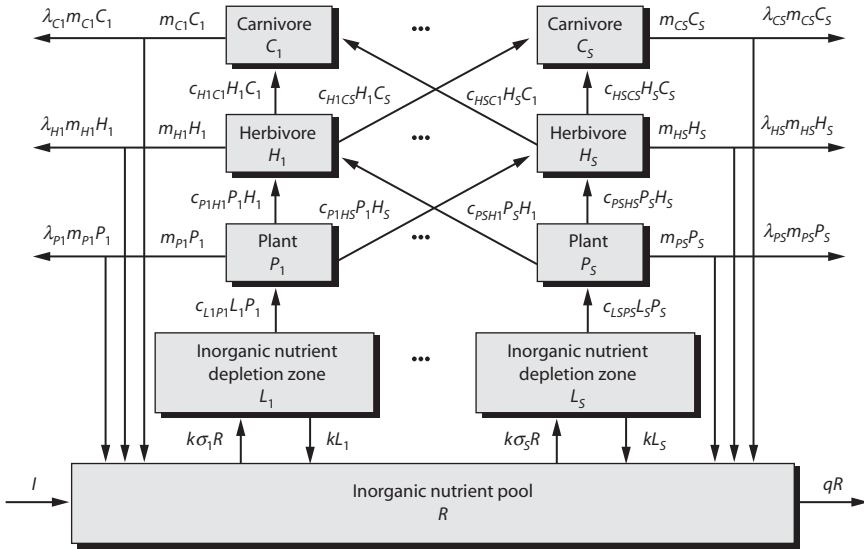 λC1mC1C1 mC1C1 Carnivore C1 ... Carnivore CS mCSCS λCSmCSCS
cH1C1H1C1 cH1CSH1CS cHSC1HSC1 cHSCSHSCS
λH1mH1H1 mH1H1 Herbivore H1 ... Herbivore HS mHSHS λHSmHSHS
cP1H1P1H1 cP1HSP1HS cPSH1PSH1 cPSHSPSHS
λP1mP1P1 mP1P1 Plant P1 ... Plant PS mPSPS λPSmPSPS
cL1P1L1P1 cLSPSLSPS
Inorganic nutrient depletion zone L1 ... Inorganic nutrient depletion zone LS
kσ1R kL1 kσSR kLS
I Inorganic nutrient pool R qR